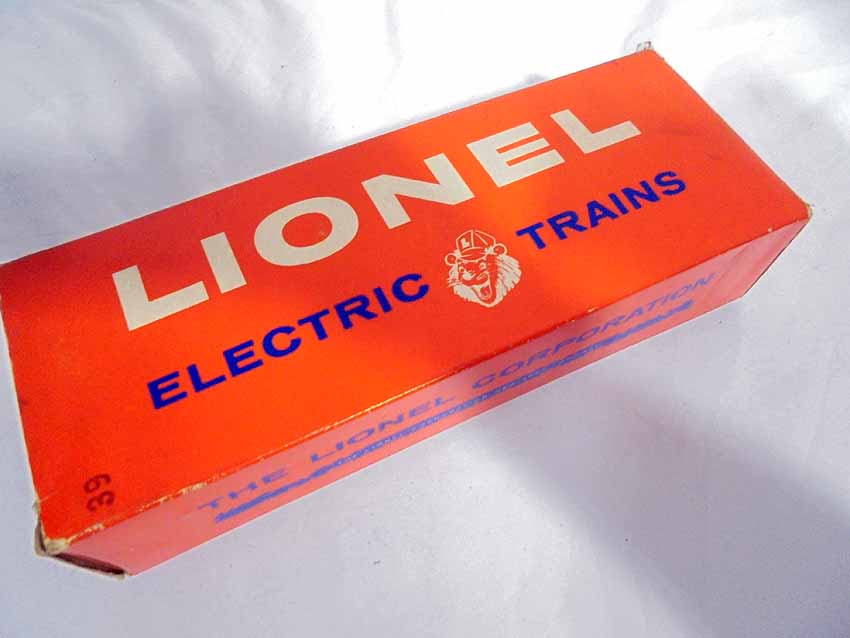 LIONEL
ELECTRIC TRAINS
L
39
THE LIONEL CORPORATION